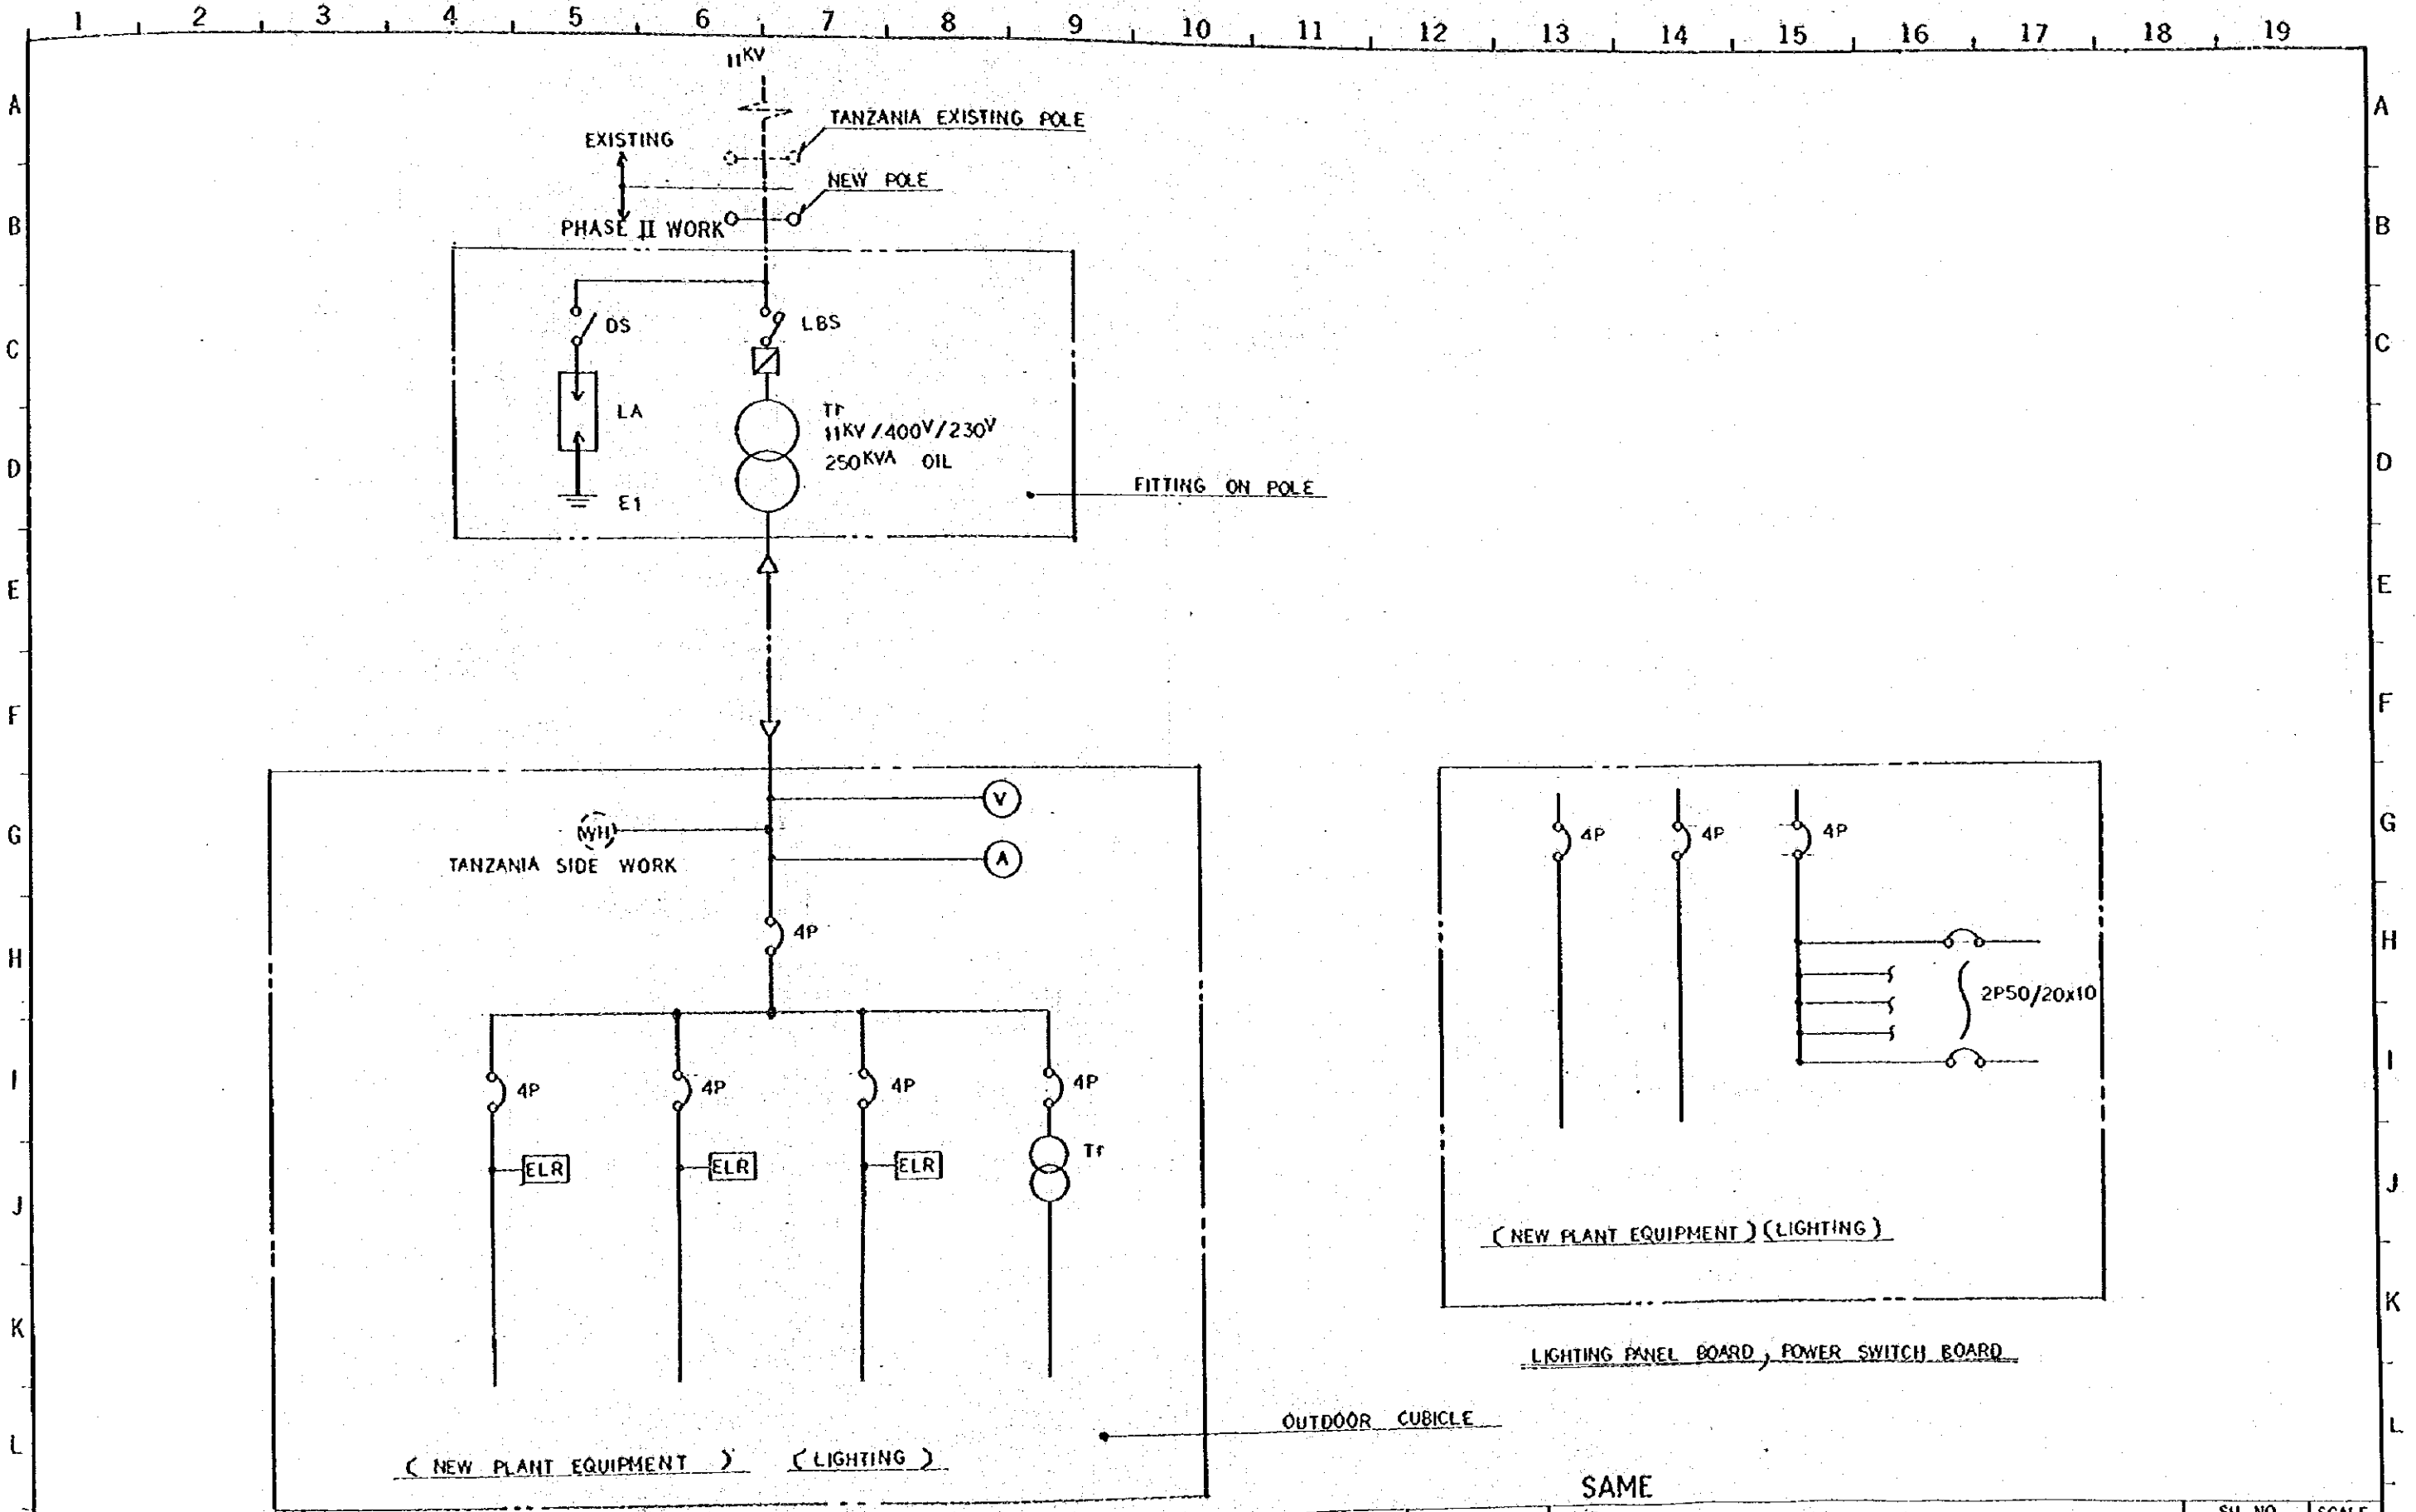 1 2 3 4 5 6 7 8 9 10 11 12 13 14 15 16 17 18 19
11KV
A A
TANZANIA EXISTING POLE
EXISTING
NEW POLE
B B
PHASE II WORK
DS LBS
C C
LA
Tr
11KV/400V/230V
250KVA OIL
D D
FITTING ON POLE
E1
E E
F F
V
WH
G G
4P 4P 4P
A
TANZANIA SIDE WORK
4P
H H
2P50/20x10
I I
4P 4P 4P 4P
ELR ELR ELR Tr
J J
(NEW PLANT EQUIPMENT) (LIGHTING)
K K
LIGHTING PANEL BOARD, POWER SWITCH BOARD
OUTDOOR CUBICLE
L L
(NEW PLANT EQUIPMENT) (LIGHTING)
SAME
SH. NO. SCALE